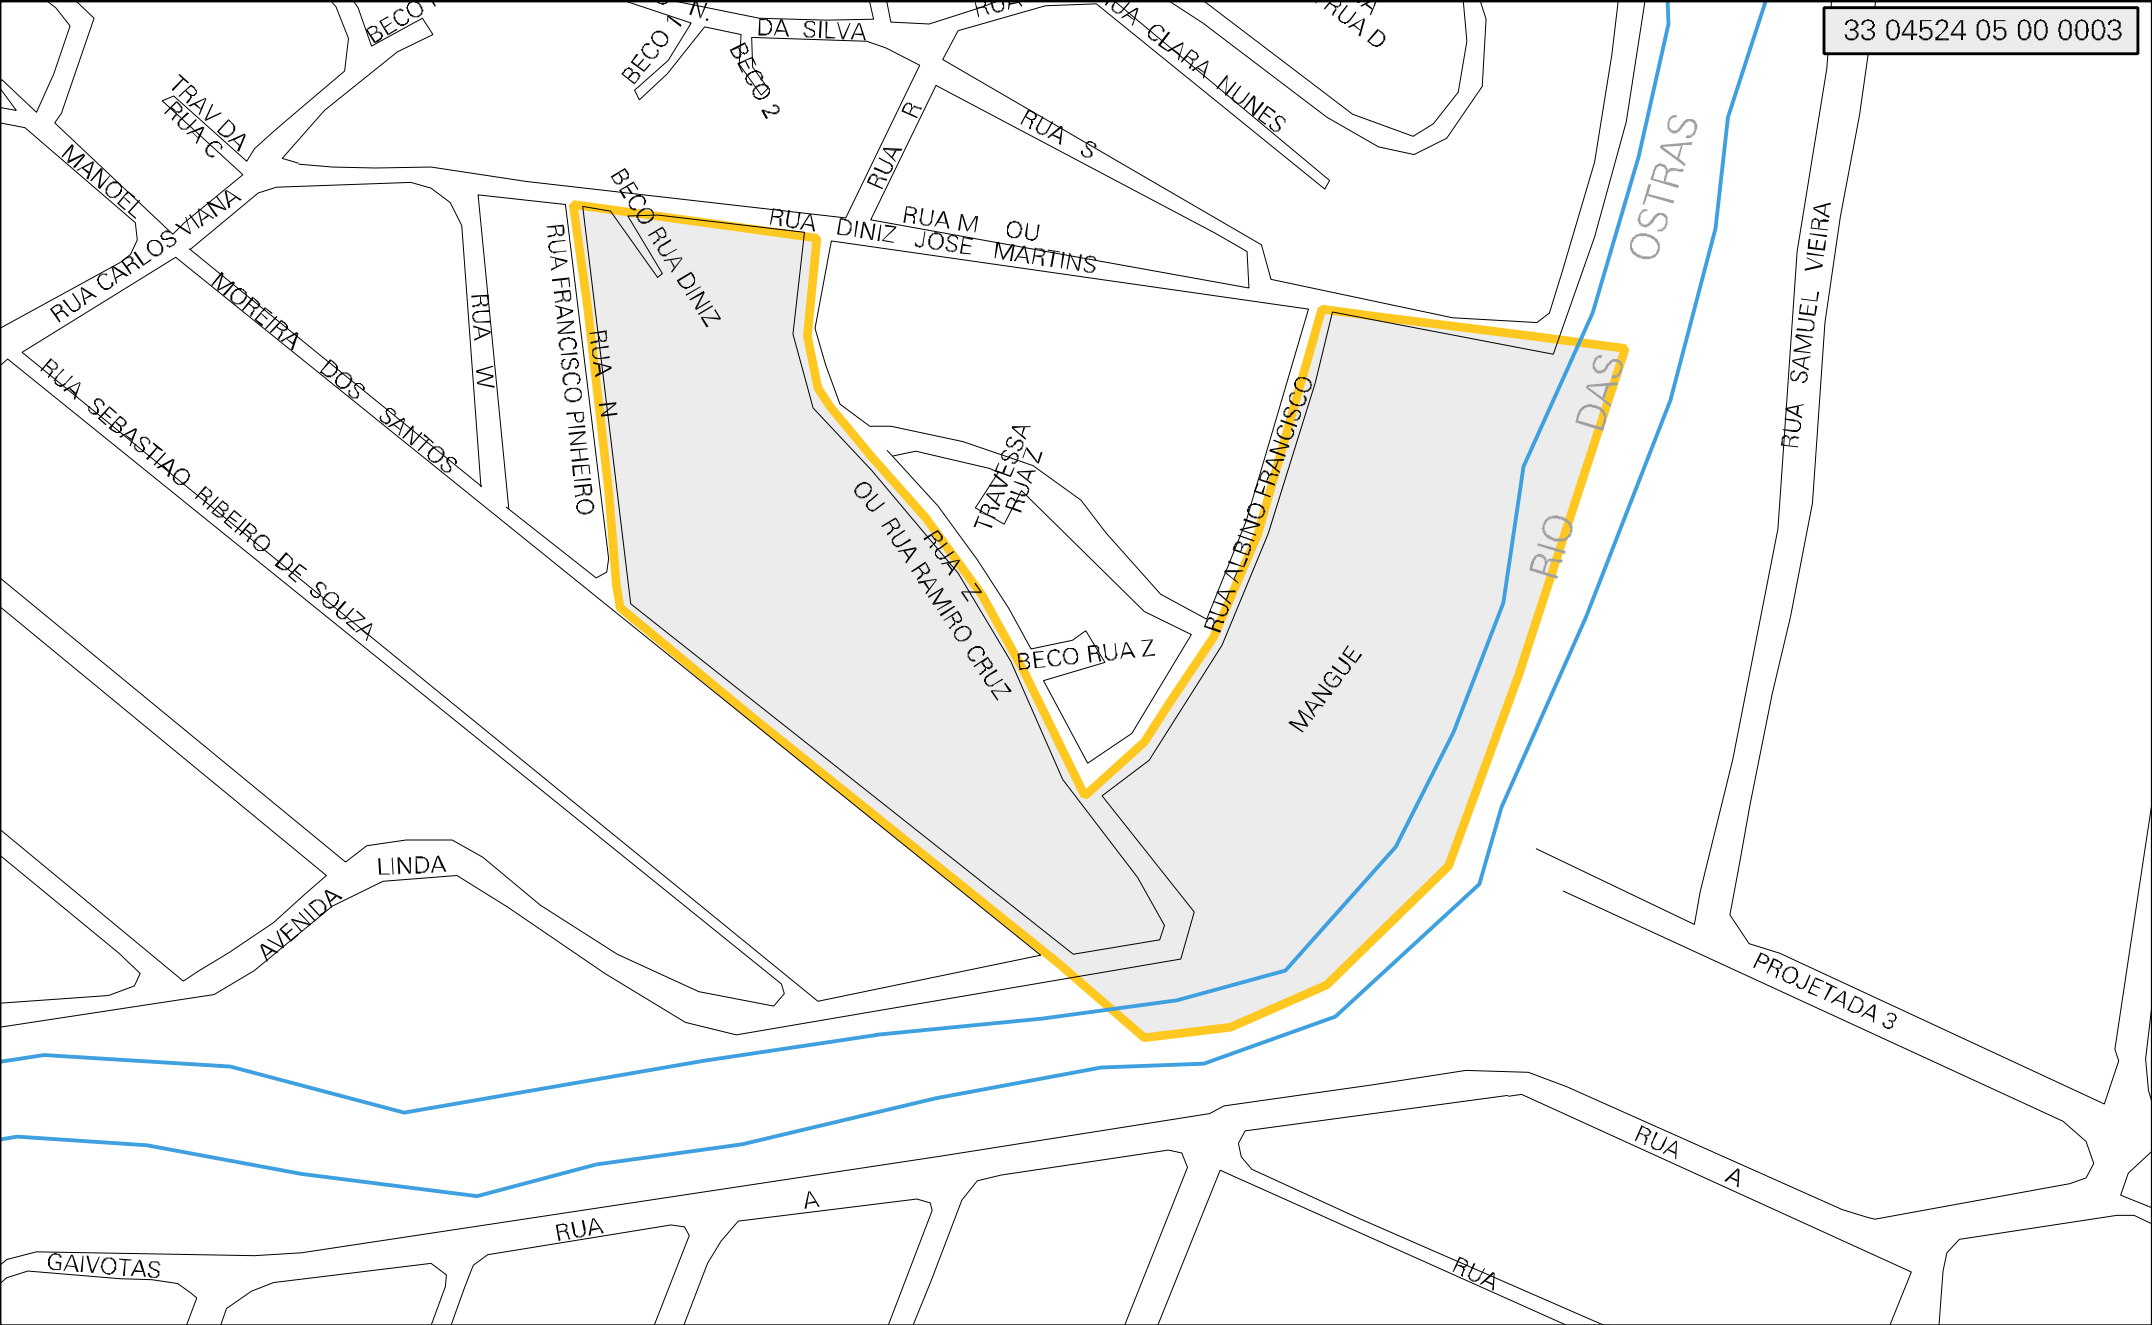 33 04524 05 00 0003
DA SILVA
N.
BECO 1
BECO 2
BECO
RUA
RUA CLARA NUNES
RUA D
TRAV DA
RUA C
MANOEL
RUA CARLOS VIANA
MOREIRA DOS SANTOS
RUA R
RUA S
RUA M OU
RUA DINIZ JOSE MARTINS
BECO RUA DINIZ
RUA W
RUA FRANCISCO PINHEIRO
RUA N
RUA SEBASTIAO RIBEIRO DE SOUZA
TRAVESSA
RUA Z
RUA Z
OU RUA RAMIRO CRUZ
BECO RUA Z
RUA ALBINO FRANCISCO
MANGUE
RIO DAS OSTRAS
RUA SAMUEL VIEIRA
AVENIDA LINDA
PROJETADA 3
RUA A
RUA A
RUA
GAIVOTAS